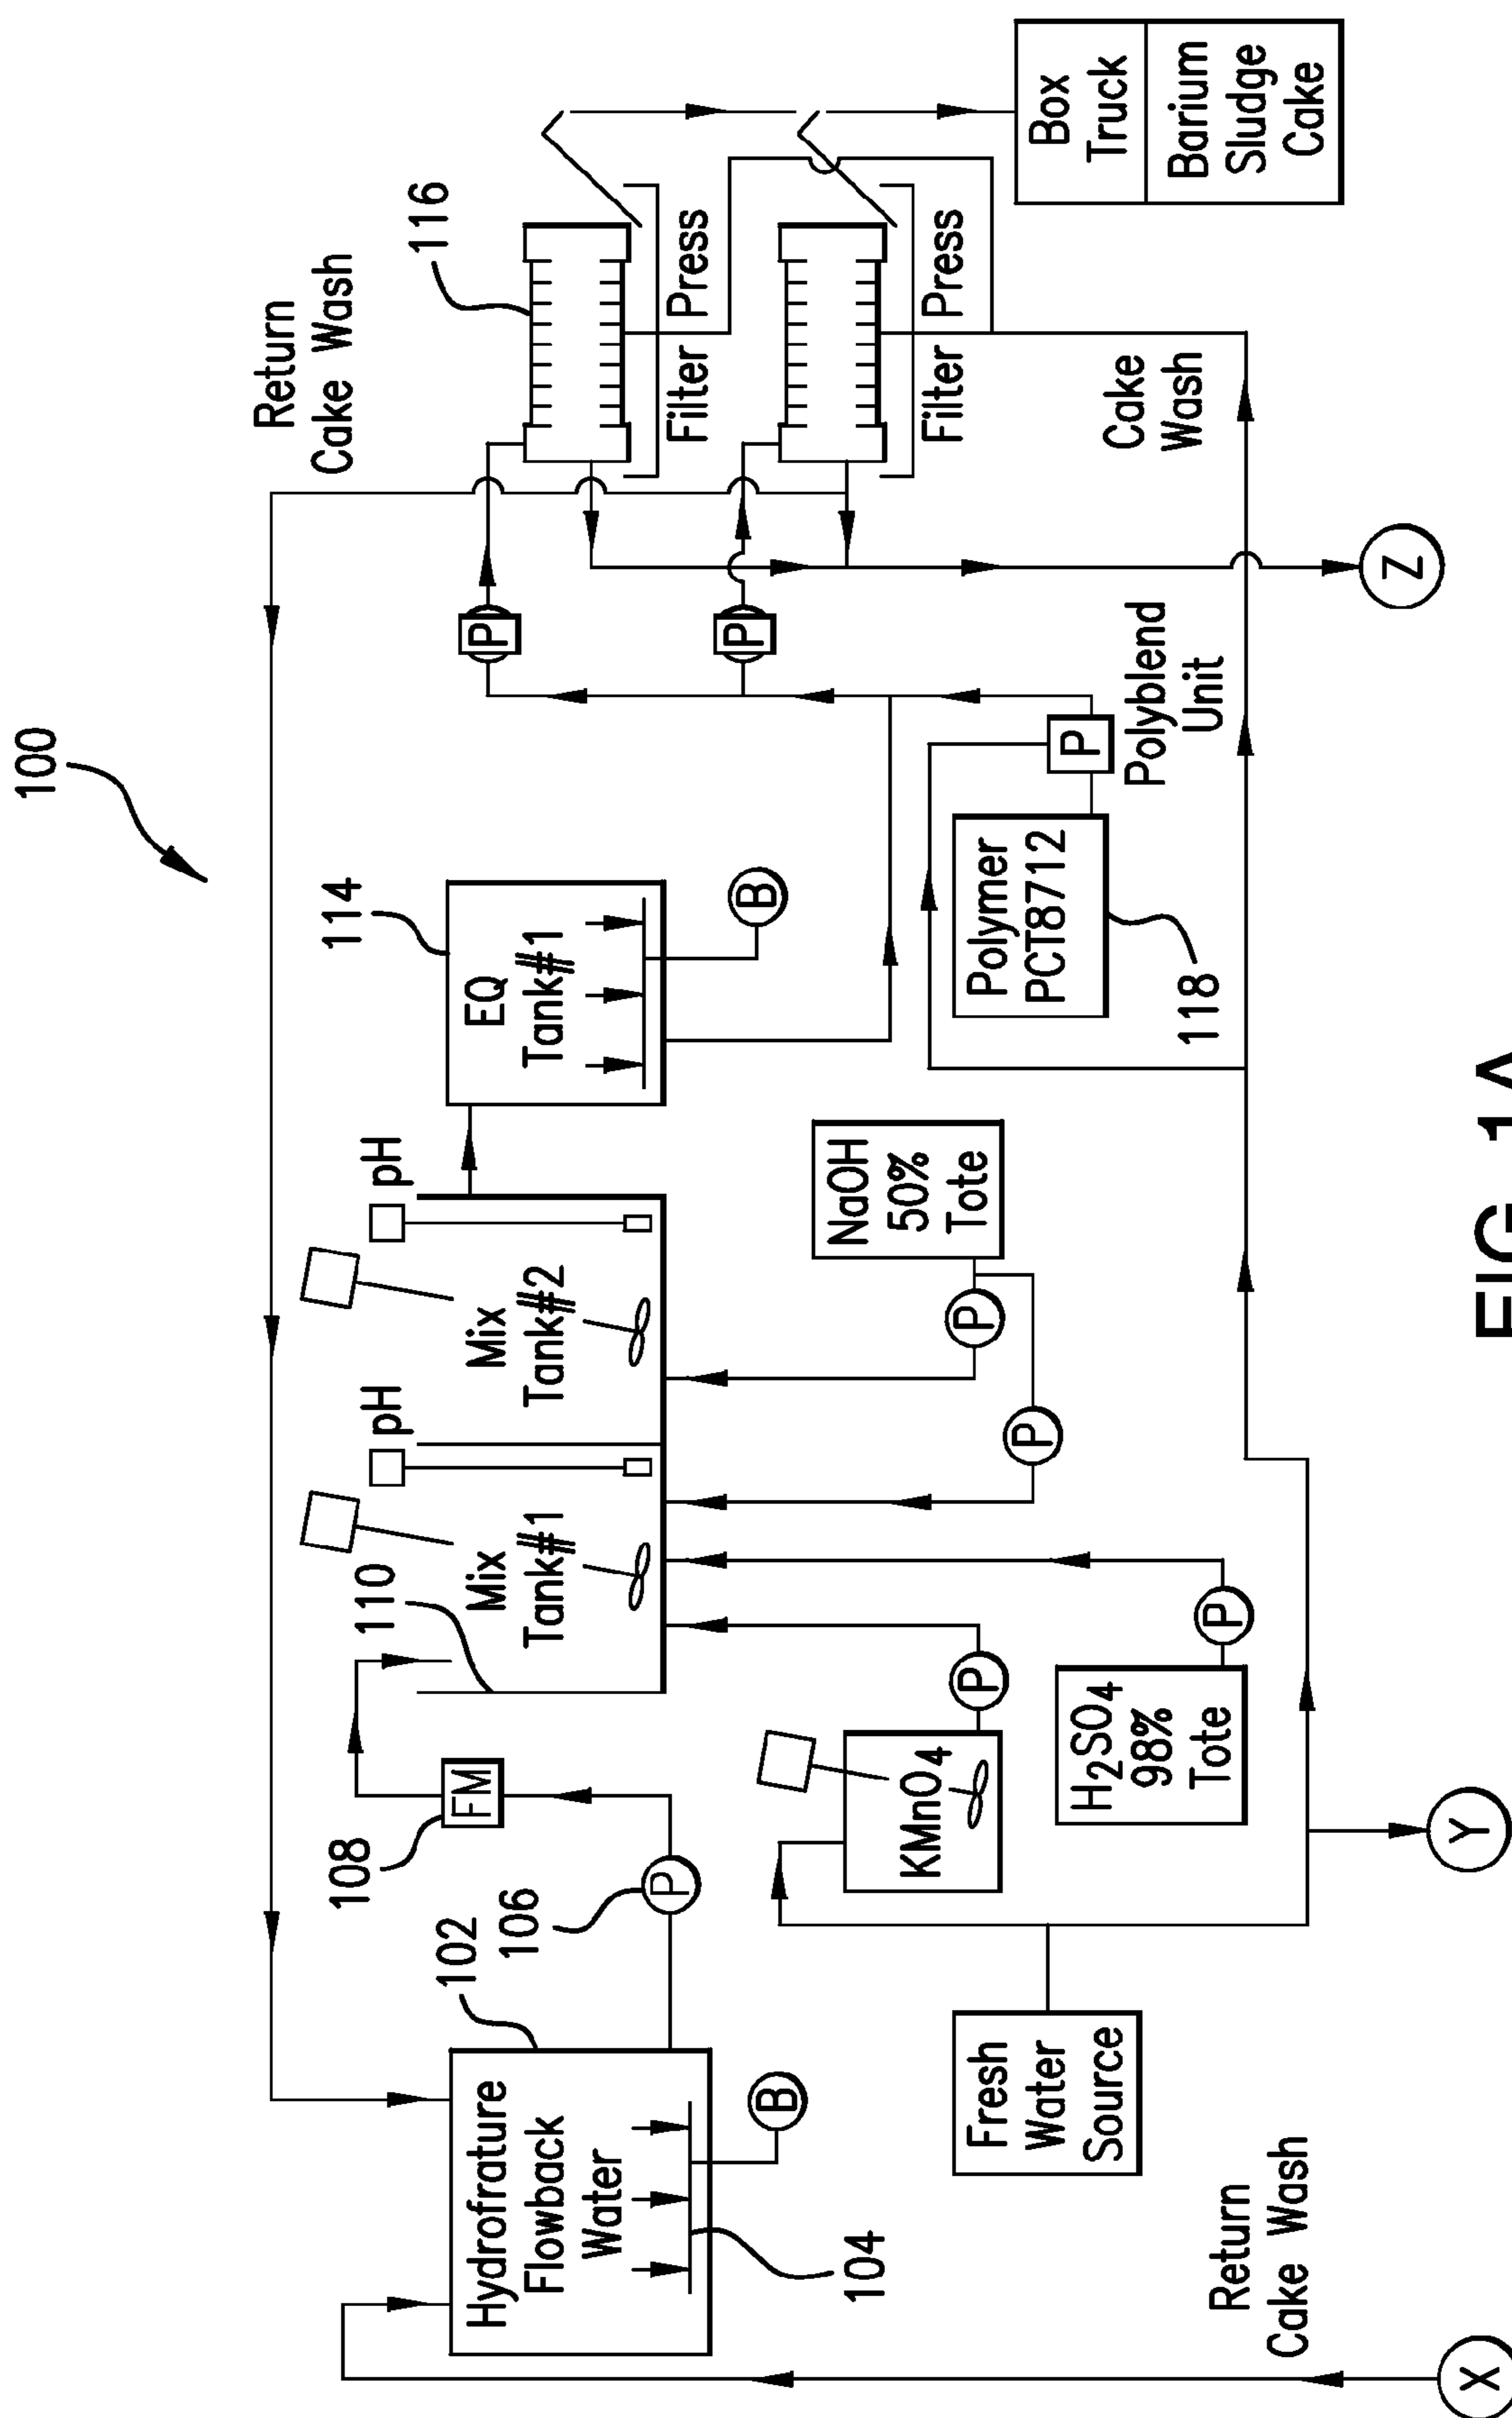 100
Return
Cake Wash
116
Filter Press
Filter Press
Box
Truck
Barium
Sludge
Cake
Cake
Wash
P
P
Z
114
EQ
Tank#1
B
P
Polyblend
Unit
Polymer
PCT8712
118
pH
pH
Mix
Tank#2
Mix
Tank#1
110
NaOH
50%
Tote
P
P
108
FM
102
106
P
KMnO4
P
H2SO4
98%
Tote
P
Y
Hydrofrature
Flowback
Water
B
104
Fresh
Water
Source
Return
Cake Wash
X